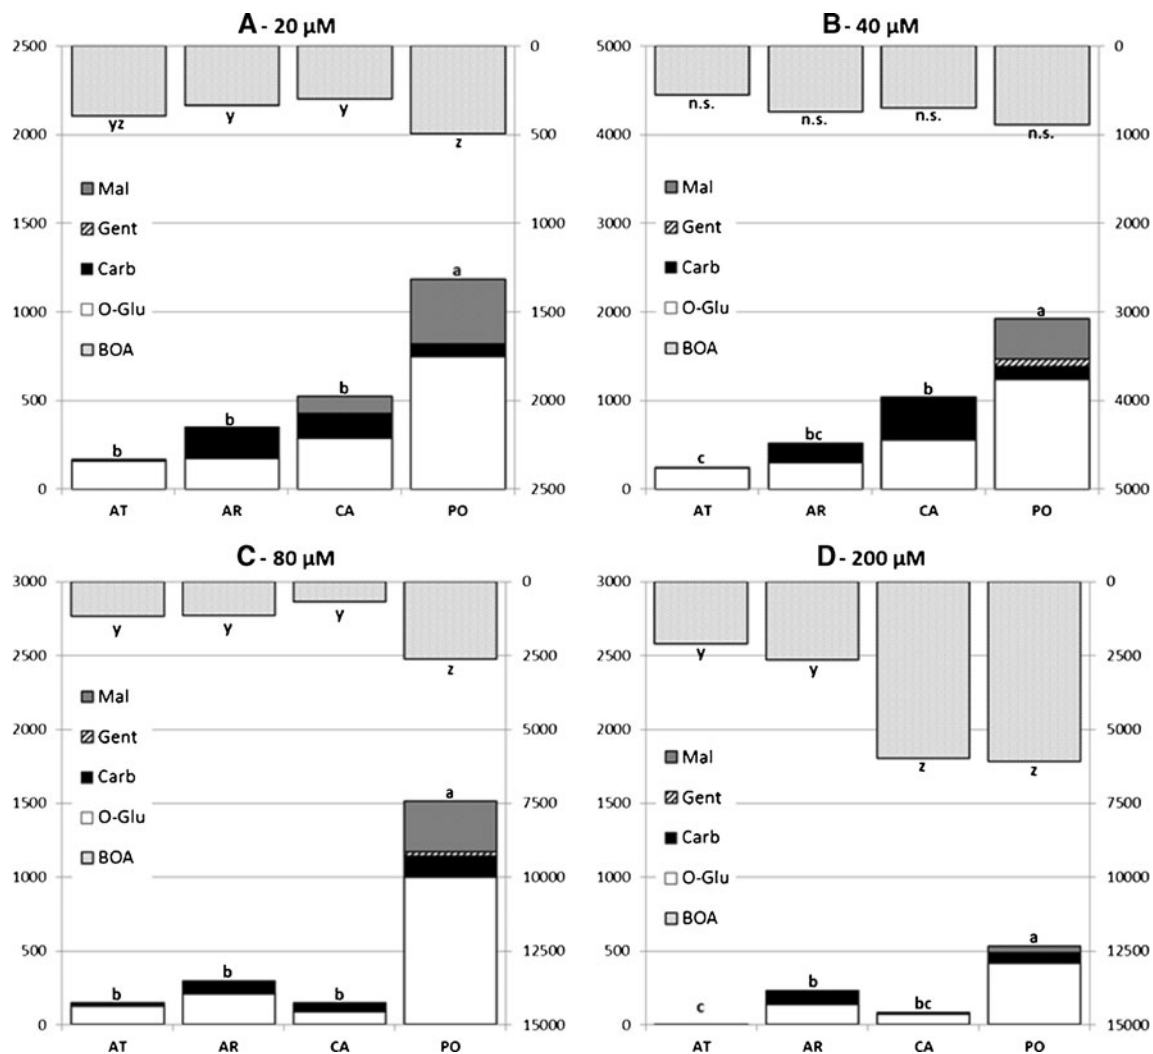 A - 20 µM
2500
2000
1500
1000
500
0
0
500
1000
1500
2000
2500
yz
y
y
z
Mal
Gent
Carb
O-Glu
BOA
b
b
b
a
AT
AR
CA
PO
B - 40 µM
5000
4000
3000
2000
1000
0
0
1000
2000
3000
4000
5000
n.s.
n.s.
n.s.
n.s.
Mal
Gent
Carb
O-Glu
BOA
c
bc
b
a
AT
AR
CA
PO
C - 80 µM
3000
2500
2000
1500
1000
500
0
0
2500
5000
7500
10000
12500
15000
y
y
y
z
Mal
Gent
Carb
O-Glu
BOA
b
b
b
a
AT
AR
CA
PO
D - 200 µM
3000
2500
2000
1500
1000
500
0
0
2500
5000
7500
10000
12500
15000
y
y
z
z
Mal
Gent
Carb
O-Glu
BOA
c
b
bc
a
AT
AR
CA
PO